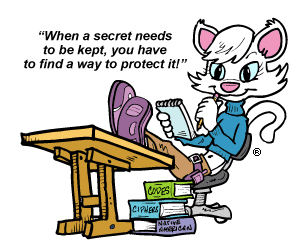 “When a secret needs
to be kept, you have
to find a way to protect it!”
®
CODES
CIPHERS
NATIVE
AMERICAN